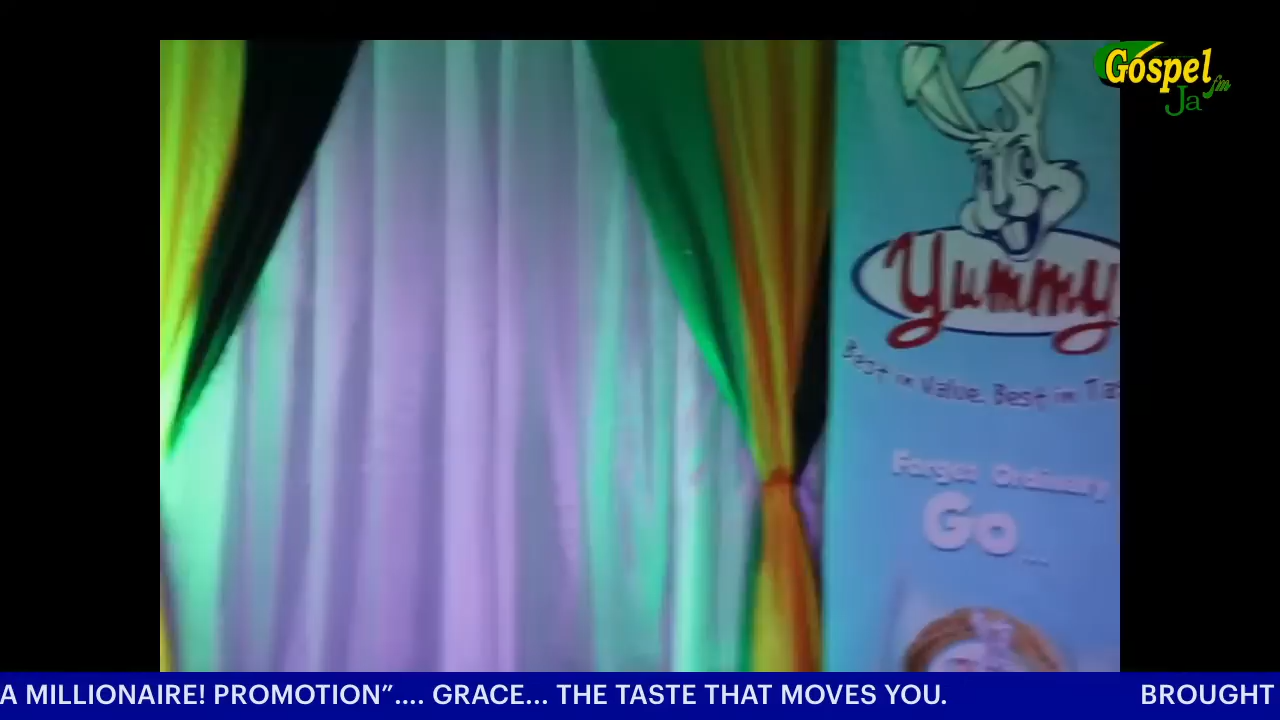 Gospel
Ja fm
Yummy
Best in Value. Best in Ta
Forget Ordinary
Go...
A MILLIONAIRE! PROMOTION”.... GRACE... THE TASTE THAT MOVES YOU. BROUGHT